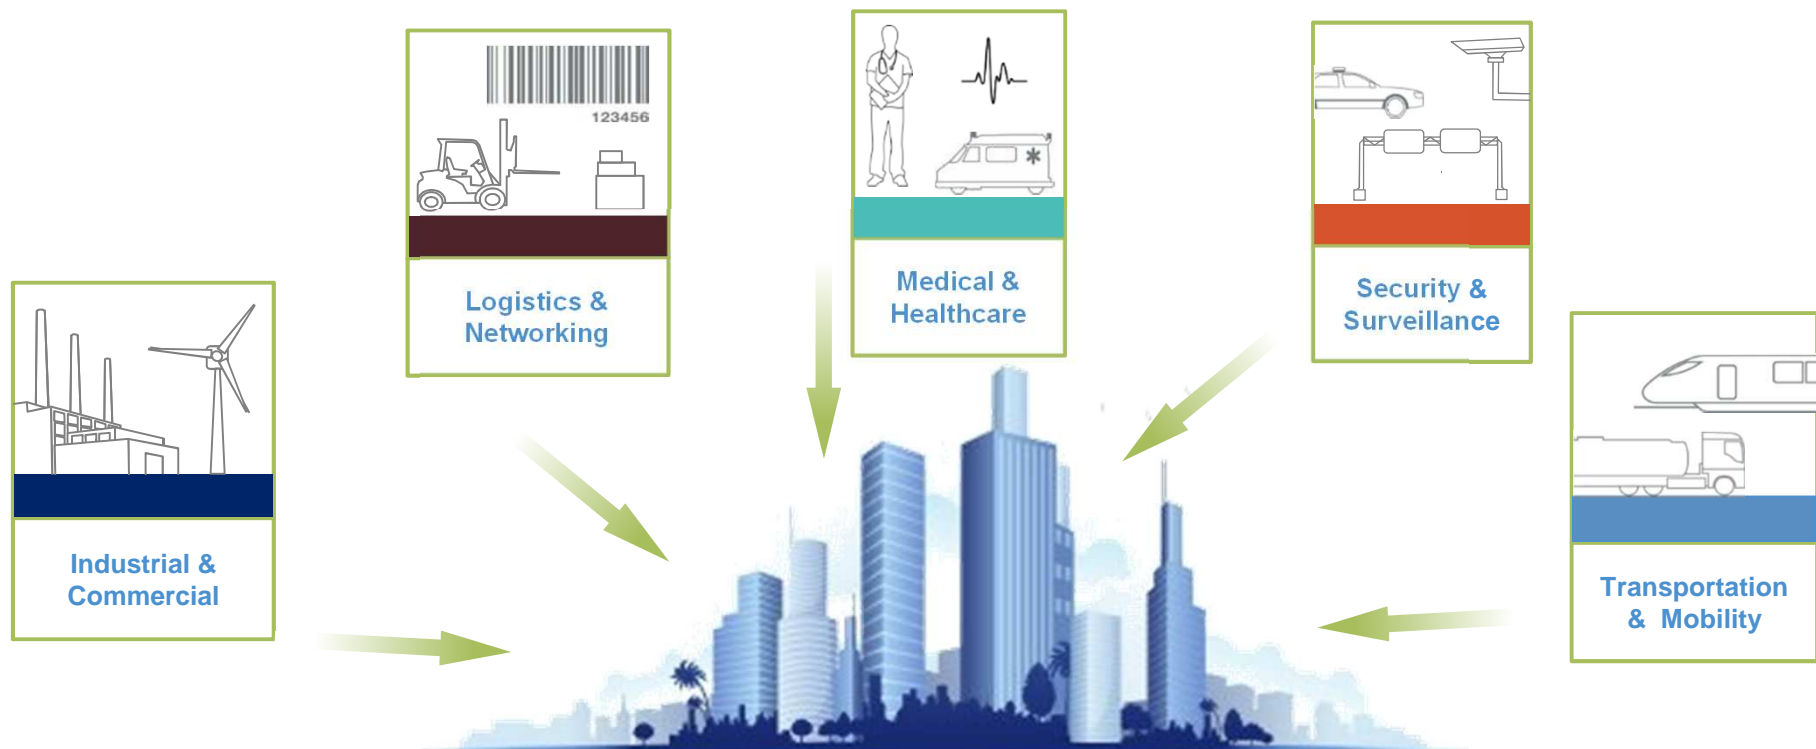 123456
Logistics &
Networking
Medical &
Healthcare
Security &
Surveillance
Industrial &
Commercial
Transportation
& Mobility